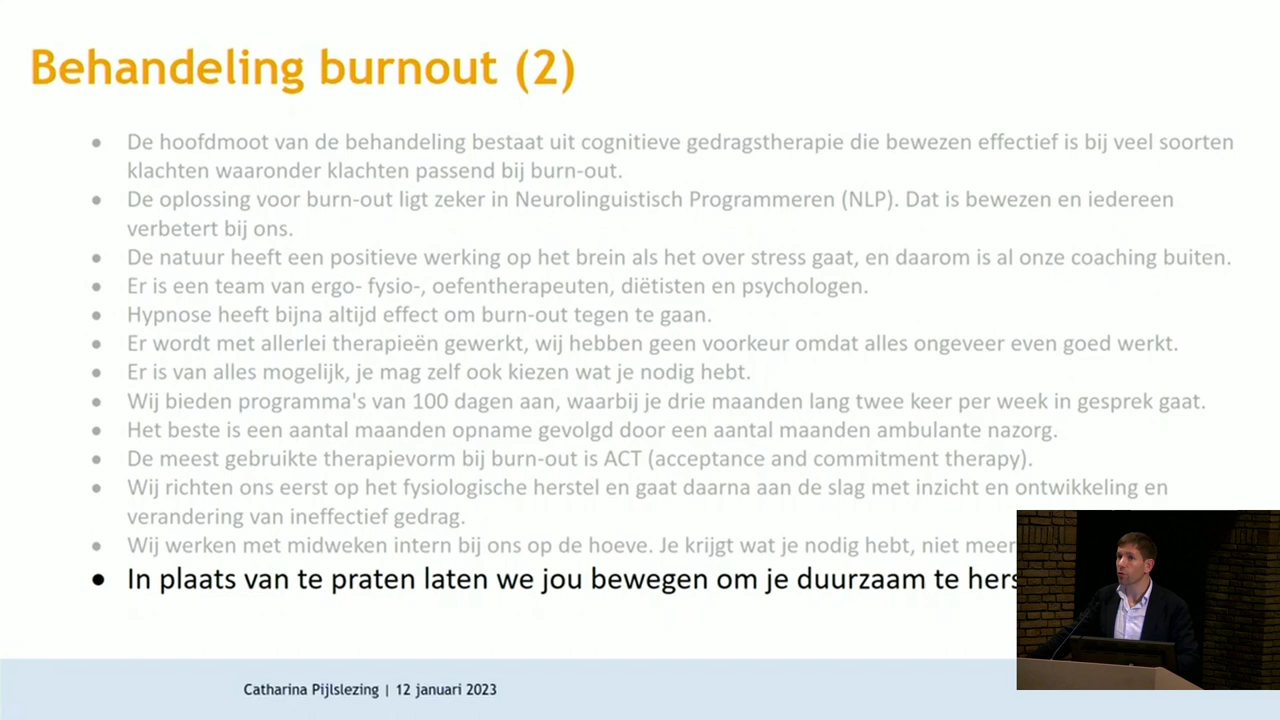 Behandeling burnout (2)
• De hoofdmoot van de behandeling bestaat uit cognitieve gedragstherapie die bewezen effectief is bij veel soorten
klachten waaronder klachten passend bij burn-out.
• De oplossing voor burn-out ligt zeker in Neurolinguistisch Programmeren (NLP). Dat is bewezen en iedereen
verbetert bij ons.
• De natuur heeft een positieve werking op het brein als het over stress gaat, en daarom is al onze coaching buiten.
• Er is een team van ergo- fysio-, oefentherapeuten, diëtisten en psychologen.
• Hypnose heeft bijna altijd effect om burn-out tegen te gaan.
• Er wordt met allerlei therapieën gewerkt, wij hebben geen voorkeur omdat alles ongeveer even goed werkt.
• Er is van alles mogelijk, je mag zelf ook kiezen wat je nodig hebt.
• Wij bieden programma's van 100 dagen aan, waarbij je drie maanden lang twee keer per week in gesprek gaat.
• Het beste is een aantal maanden opname gevolgd door een aantal maanden ambulante nazorg.
• De meest gebruikte therapievorm bij burn-out is ACT (acceptance and commitment therapy).
• Wij richten ons eerst op het fysiologische herstel en gaat daarna aan de slag met inzicht en ontwikkeling en
verandering van ineffectief gedrag.
• Wij werken met midweken intern bij ons op de hoeve. Je krijgt wat je nodig hebt, niet meer
• In plaats van te praten laten we jou bewegen om je duurzaam te
Catharina Pijlslezing | 12 januari 2023